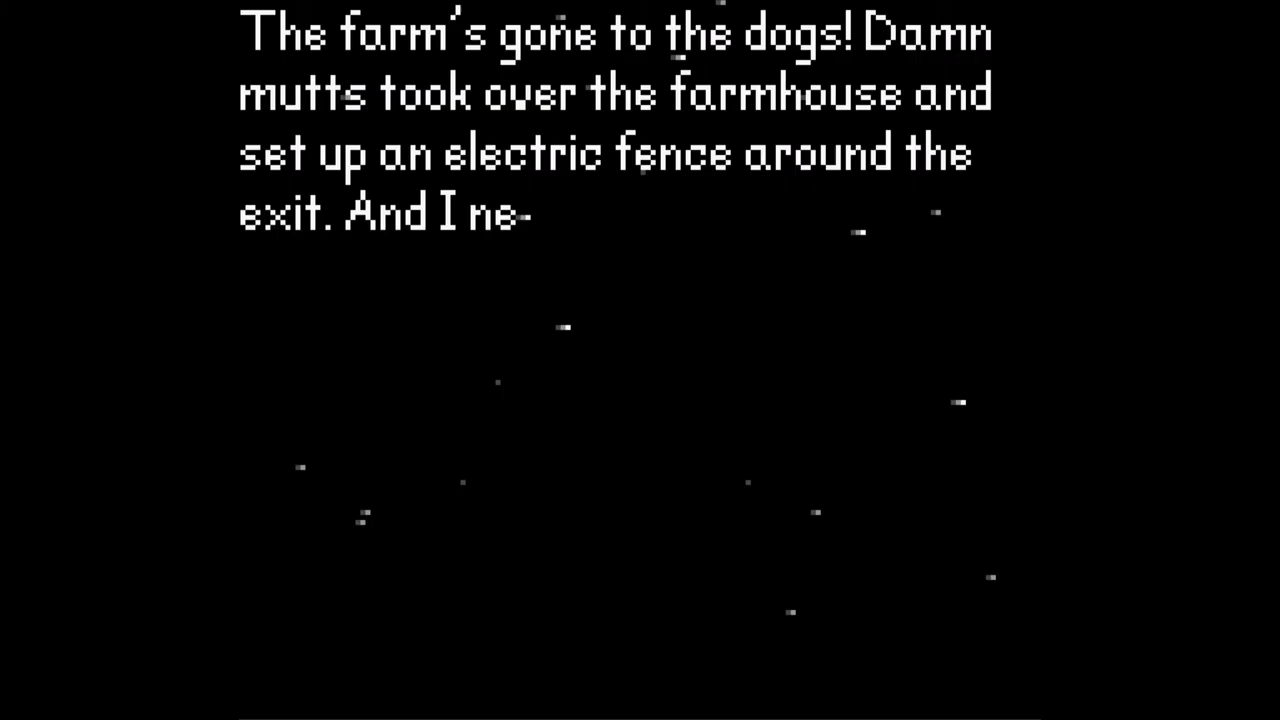 The farm's gone to the dogs! Damn
mutts took over the farmhouse and
set up an electric fence around the
exit. And I ne-